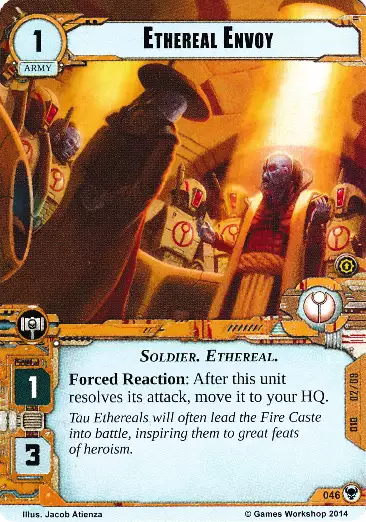 1
ETHEREAL ENVOY
ARMY
SOLDIER. ETHEREAL.
1
Forced Reaction: After this unit
resolves its attack, move it to your HQ.
Tau Ethereals will often lead the Fire Caste
into battle, inspiring them to great feats
of heroism.
3
010 02/09
046
Illus. Jacob Atienza
© Games Workshop 2014